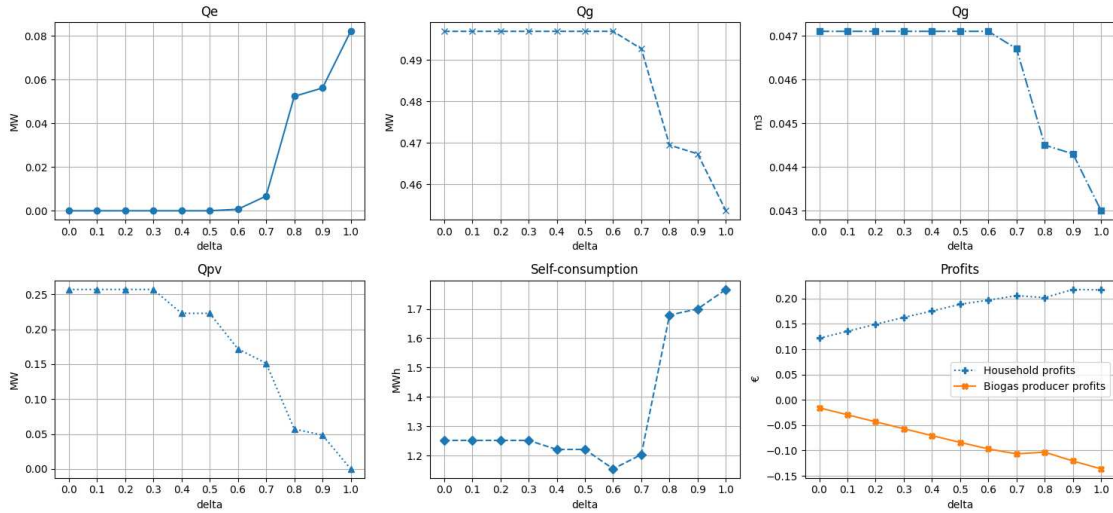 Qe
MW
0.08
0.06
0.04
0.02
0.00
0.0 0.1 0.2 0.3 0.4 0.5 0.6 0.7 0.8 0.9 1.0
delta
Qg
MW
0.49
0.48
0.47
0.46
0.0 0.1 0.2 0.3 0.4 0.5 0.6 0.7 0.8 0.9 1.0
delta
Qg
m3
0.047
0.046
0.045
0.044
0.043
0.0 0.1 0.2 0.3 0.4 0.5 0.6 0.7 0.8 0.9 1.0
delta
Qpv
MW
0.25
0.20
0.15
0.10
0.05
0.00
0.0 0.1 0.2 0.3 0.4 0.5 0.6 0.7 0.8 0.9 1.0
delta
Self-consumption
MWh
1.7
1.6
1.5
1.4
1.3
1.2
0.0 0.1 0.2 0.3 0.4 0.5 0.6 0.7 0.8 0.9 1.0
delta
Profits
€
0.20
0.15
0.10
0.05
0.00
−0.05
−0.10
−0.15
Household profits
Biogas producer profits
0.0 0.1 0.2 0.3 0.4 0.5 0.6 0.7 0.8 0.9 1.0
delta